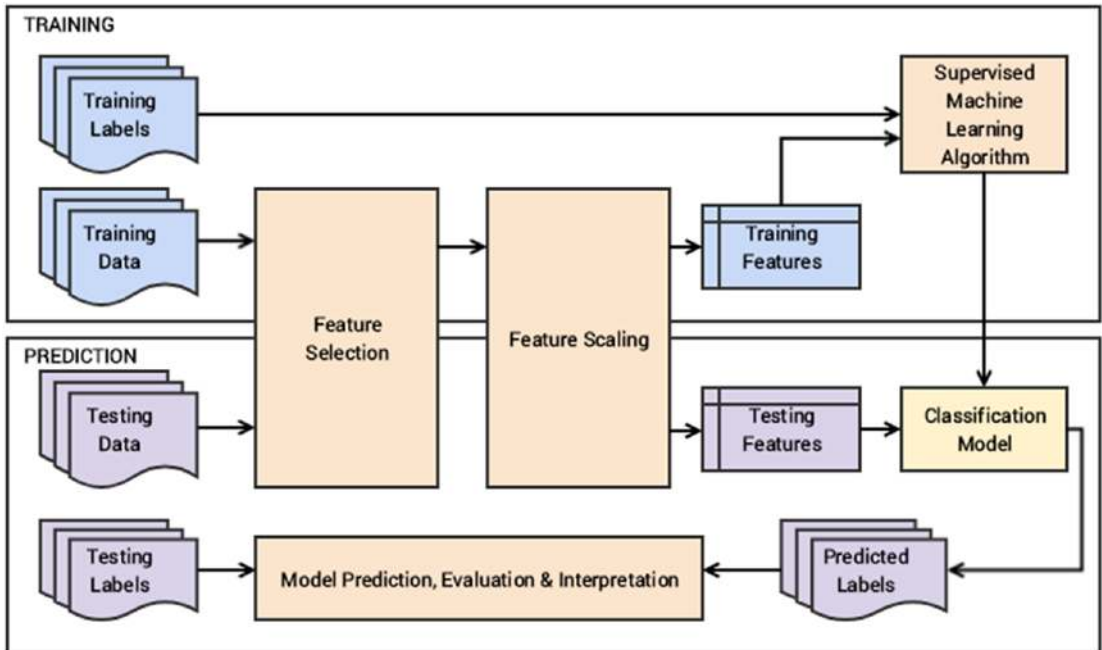 TRAINING
Training
Labels
Supervised
Machine
Learning
Algorithm
Training
Data
Feature
Selection
Feature Scaling
Training
Features
PREDICTION
Testing
Data
Testing
Features
Classification
Model
Testing
Labels
Model Prediction, Evaluation & Interpretation
Predicted
Labels